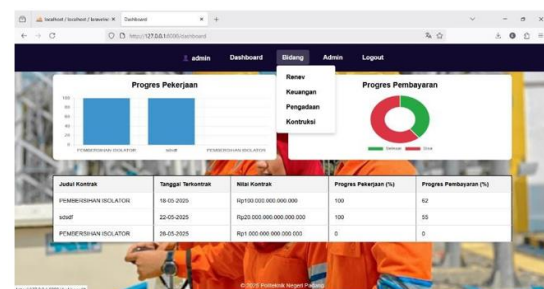 localhost / localhost / laravelrev
Dashboard
http://127.0.0.1:8000/dashboard
admin
Dashboard
Bidang
Admin
Logout
Renev
Keuangan
Pengadaan
Kontruksi
Progres Pekerjaan
100
80
60
40
20
0
PEMBERSIHAN ISOLATOR
sdsdf
PEMBERSIHAN ISOLATOR
Progres Pembayaran
Judul Kontrak Tanggal Terkontrak Nilai Kontrak Progres Pekerjaan (%) Progres Pembayaran (%)
PEMBERSIHAN ISOLATOR 18-05-2025 Rp100.000.000.000.000 100 62
sdsdf 22-05-2025 Rp20.000.000.000.000.000 100 55
PEMBERSIHAN ISOLATOR 26-05-2025 Rp1.000.000.000.000.000 0 0
© 2025 Politeknik Negeri Padang